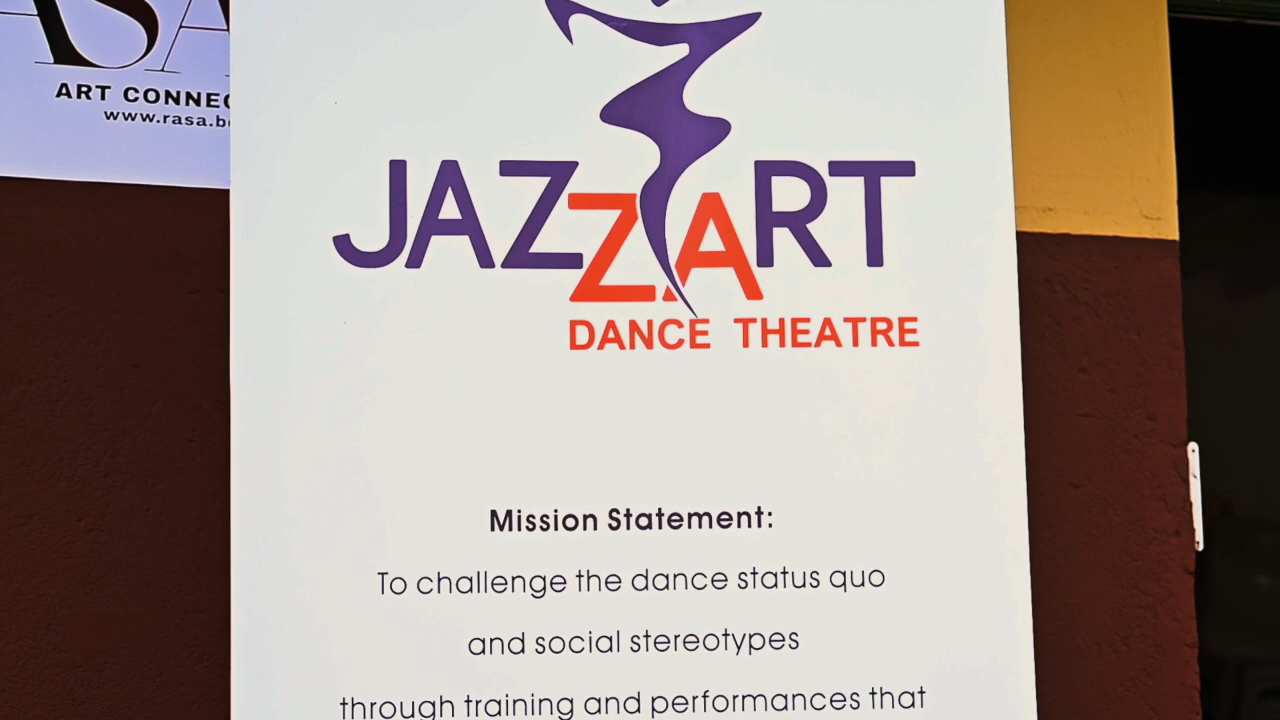 ART
www.rasa
JAZZART
DANCE THEATRE
Mission Statement:
To challenge the dance status quo
and social stereotypes
through training and performances that